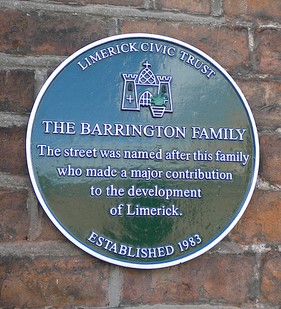 LIMERICK CIVIC TRUST
THE BARRINGTON FAMILY
The street was named after this family
who made a major contribution
to the development
of Limerick.
ESTABLISHED 1983